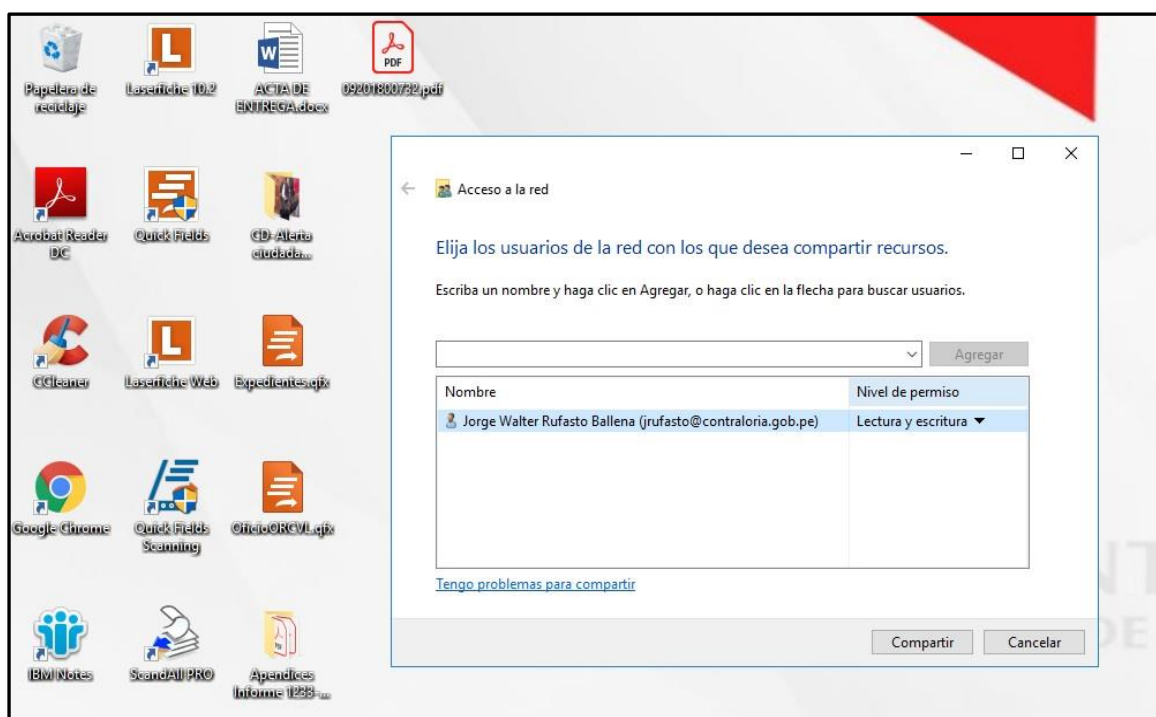 Papelera de
reciclaje
Laserfiche 10.2
ACTA DE
ENTREGA.docx
PDF
09201800732.pdf
Acrobat Reader
DC
Quick Fields
CD- Alerta
ciudada...
CCleaner
Laserfiche Web
Expedientes.qfx
Google Chrome
Quick Fields
Scanning
OficioORCVL.qfx
IBM Notes
ScandAll PRO
Apendices
Informe 1233-...
Acceso a la red
Elija los usuarios de la red con los que desea compartir recursos.
Escriba un nombre y haga clic en Agregar, o haga clic en la flecha para buscar usuarios.
Agregar
Nombre
Nivel de permiso
Jorge Walter Rufasto Ballena (jrufasto@contraloria.gob.pe)
Lectura y escritura
Tengo problemas para compartir
Compartir
Cancelar
NT
DE